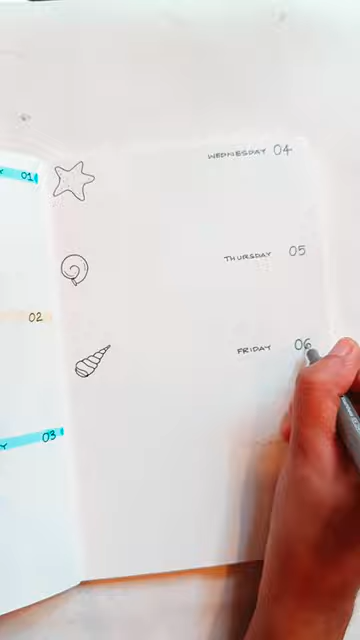 Y 01
02
Y 03
WEDNESDAY 04
THURSDAY 05
FRIDAY 06